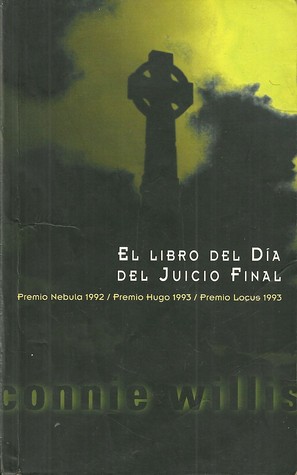 EL LIBRO DEL DÍA
DEL JUICIO FINAL
Premio Nebula 1992 / Premio Hugo 1993 / Premio Locus 1993
connie willis